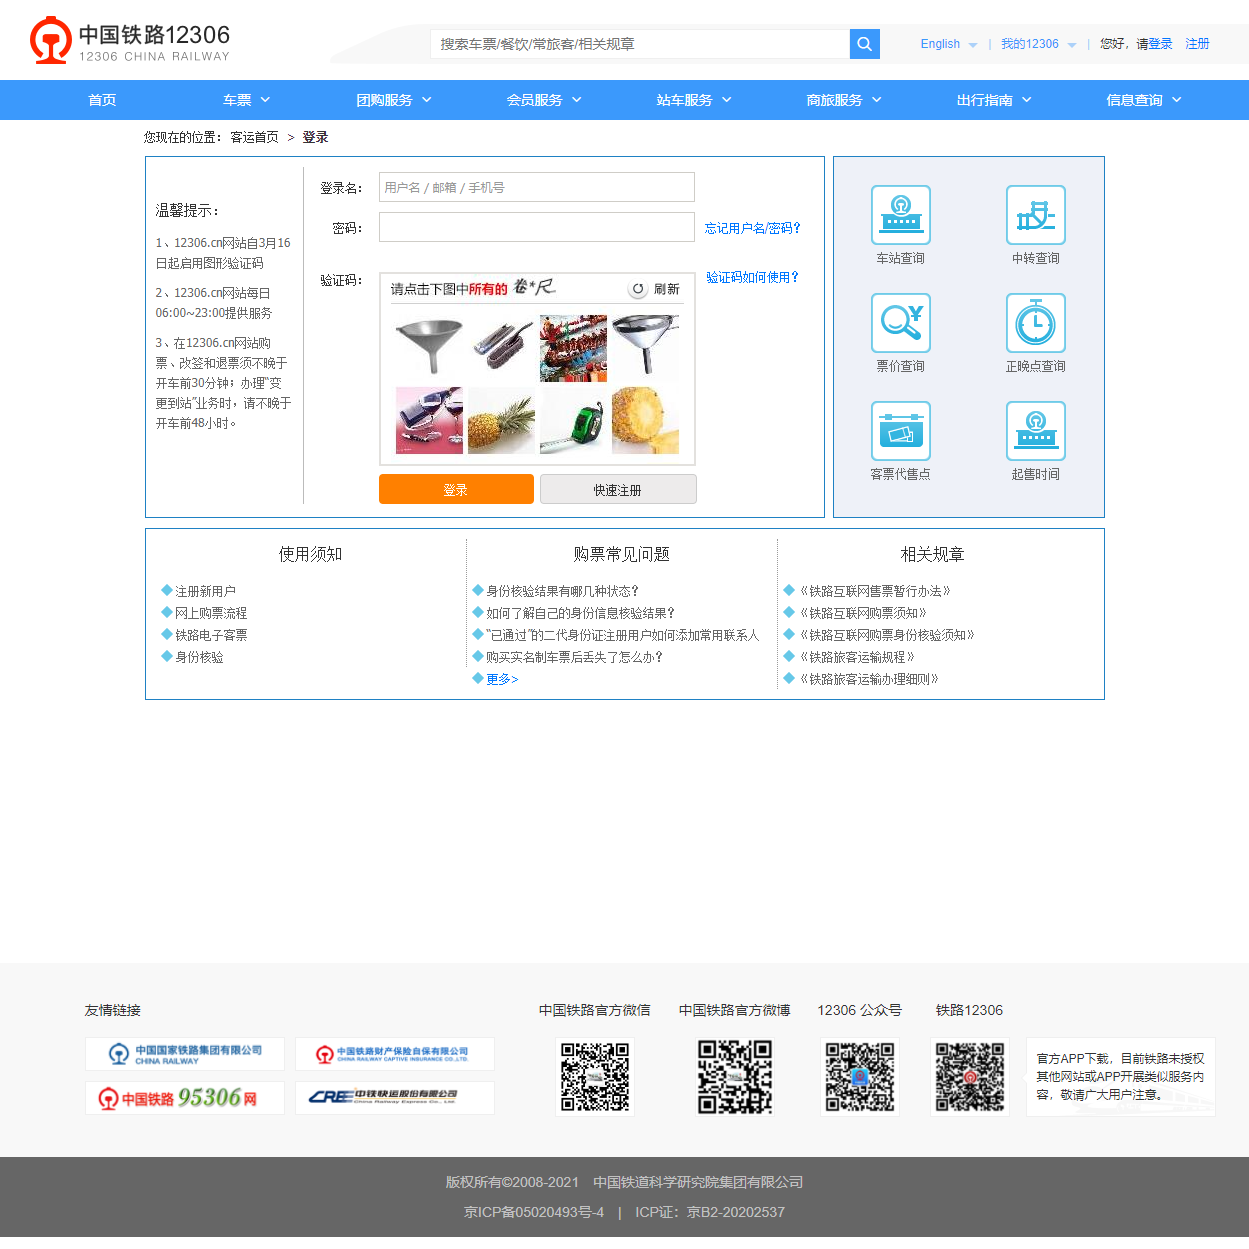 中国铁路12306
12306 CHINA RAILWAY
搜索车票/餐饮/常旅客/相关规章
English | 我的12306 | 您好，请登录 注册
首页 车票 团购服务 会员服务 站车服务 商旅服务 出行指南 信息查询
您现在的位置：客运首页 > 登录
温馨提示：
1、12306.cn网站自3月16
日起启用图形验证码
2、12306.cn网站每日
06:00~23:00提供服务
3、在12306.cn网站购
票、改签和退票须不晚于
开车前30分钟；办理“变
更到站”业务时，请不晚于
开车前48小时。
登录名： 用户名 / 邮箱 / 手机号
密码： 忘记用户名/密码？
验证码： 验证码如何使用？
请点击下图中所有的 卷*尺 刷新
登录 快速注册
车站查询 中转查询
票价查询 正晚点查询
客票代售点 起售时间
使用须知
注册新用户
网上购票流程
铁路电子客票
身份核验
购票常见问题
身份核验结果有哪几种状态？
如何了解自己的身份信息核验结果？
“已通过”的二代身份证注册用户如何添加常用联系人
购买实名制车票后丢失了怎么办？
更多>
相关规章
《铁路互联网售票暂行办法》
《铁路互联网购票须知》
《铁路互联网购票身份核验须知》
《铁路旅客运输规程》
《铁路旅客运输办理细则》
友情链接
中国国家铁路集团有限公司
CHINA RAILWAY
中国铁路财产保险自保有限公司
CHINA RAILWAY CAPTIVE INSURANCE CO.,LTD.
中国铁路 95306 网
CRE 中铁快运股份有限公司
China Railway Express Co., Ltd
中国铁路官方微信 中国铁路官方微博 12306 公众号 铁路12306
官方APP下载，目前铁路未授权
其他网站或APP开展类似服务内
容，敬请广大用户注意。
版权所有©2008-2021 中国铁道科学研究院集团有限公司
京ICP备05020493号-4 | ICP证：京B2-20202537